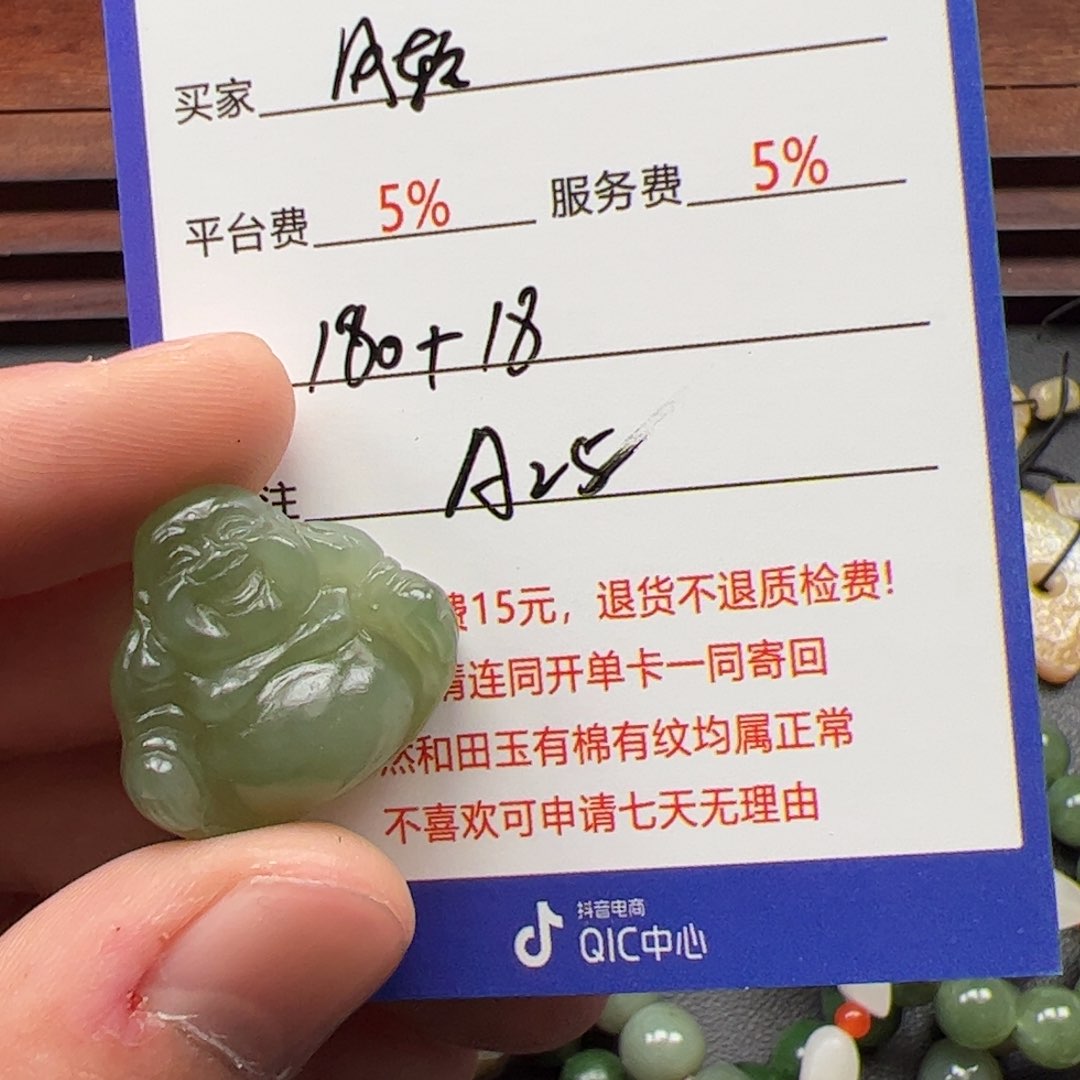 买家
平台费 5% 服务费 5%
180+18
注 A25
费15元，退货不退质检费!
请连同开单卡一同寄回
然和田玉有棉有纹均属正常
不喜欢可申请七天无理由
抖音电商
QIC中心